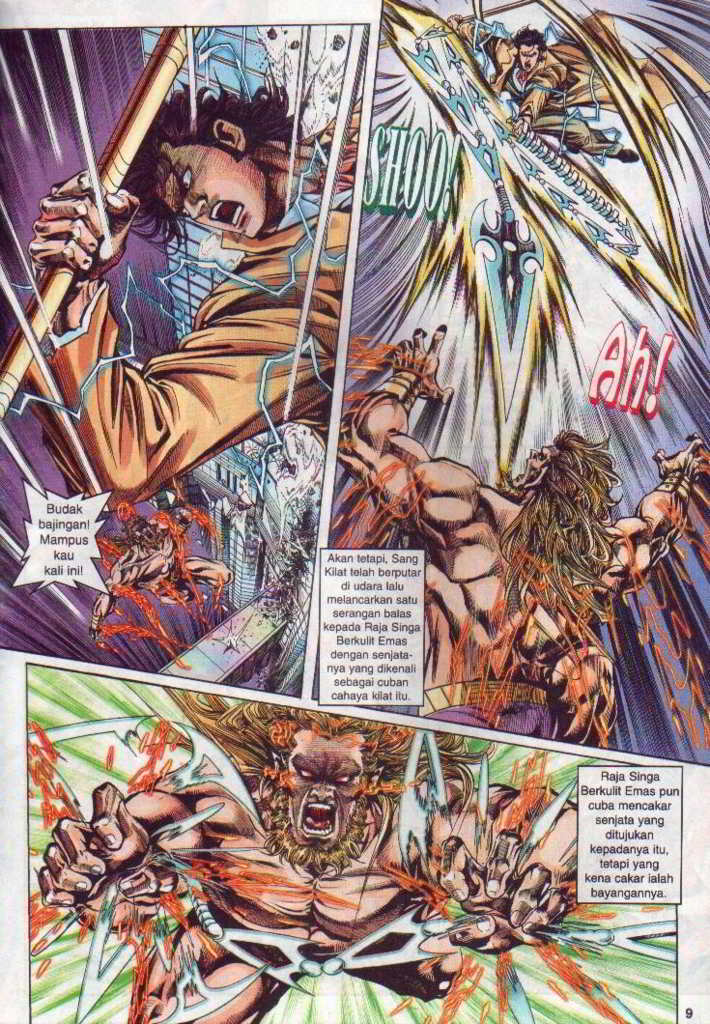 Budak
bajingan!
Mampus
kau
kali ini!
SHOO!
Ah!
Akan tetapi, Sang
Kilat telah berputar
di udara lalu
melancarkan satu
serangan balas
kepada Raja Singa
Berkulit Emas
dengan senjata-
nya yang dikenali
sebagai cuban
cahaya kilat itu.
Raja Singa
Berkulit Emas pun
cuba mencakar
senjata yang
ditujukan
kepadanya itu,
tetapi yang
kena cakar ialah
bayangannya.
9